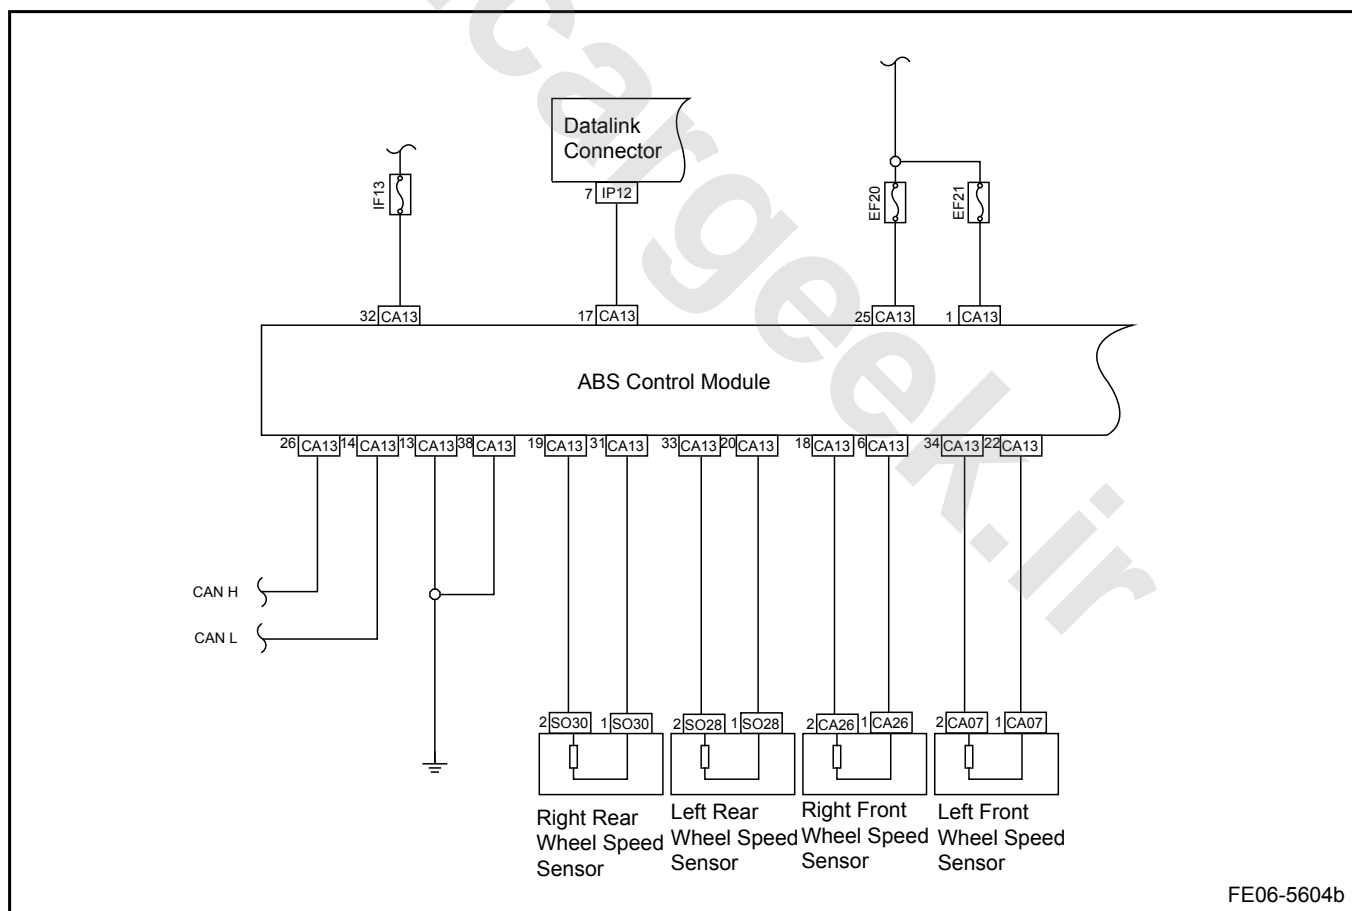 Datalink
Connector
IF13
7 IP12
EF20
EF21
32 CA13
17 CA13
25 CA13
1 CA13
ABS Control Module
26 CA13
14 CA13
13 CA13
38 CA13
19 CA13
31 CA13
33 CA13
20 CA13
18 CA13
6 CA13
34 CA13
22 CA13
CAN H
CAN L
2 SO30
1 SO30
2 SO28
1 SO28
2 CA26
1 CA26
2 CA07
1 CA07
Right Rear
Wheel Speed
Sensor
Left Rear
Wheel Speed
Sensor
Right Front
Wheel Speed
Sensor
Left Front
Wheel Speed
Sensor
FE06-5604b
cargeek.ir